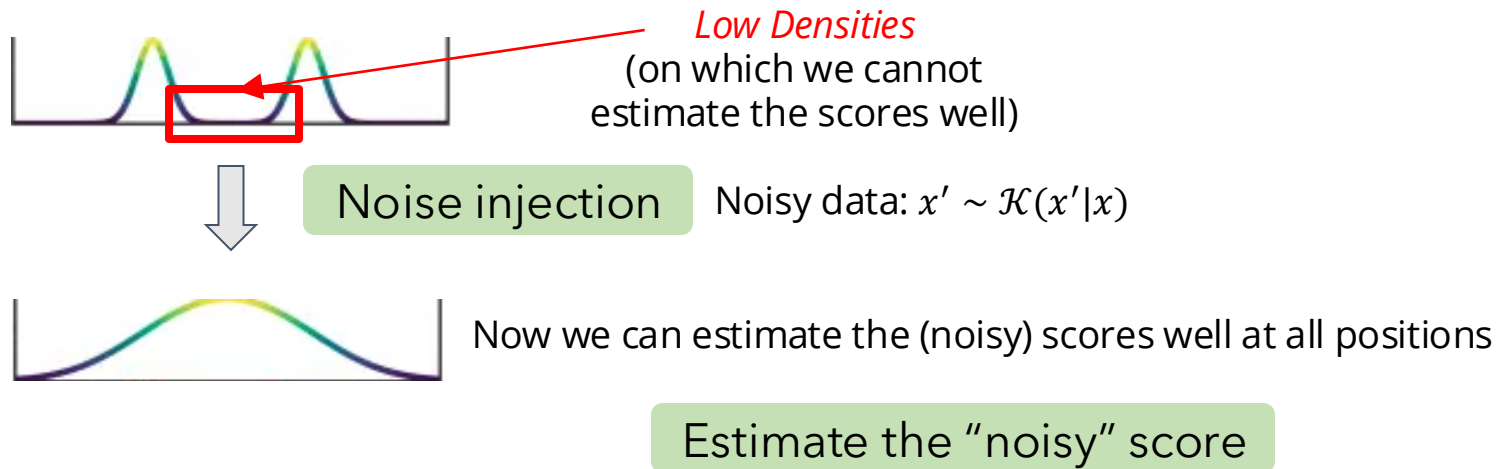 Low Densities
(on which we cannot
estimate the scores well)
Noise injection
Noisy data: 𝑥′ ~ 𝒦(𝑥′|𝑥)
Now we can estimate the (noisy) scores well at all positions
Estimate the “noisy” score